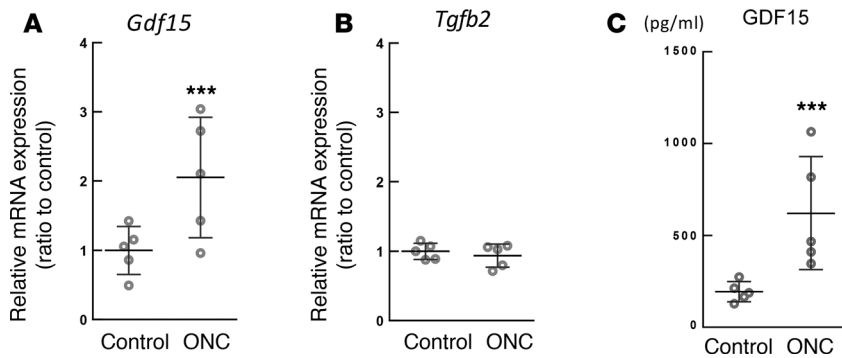 A
Gdf15
Relative mRNA expression
(ratio to control)
4
3
2
1
0
***
Control
ONC
B
Tgfb2
Relative mRNA expression
(ratio to control)
4
3
2
1
0
Control
ONC
C
(pg/ml)
GDF15
1500
1000
500
0
***
Control
ONC